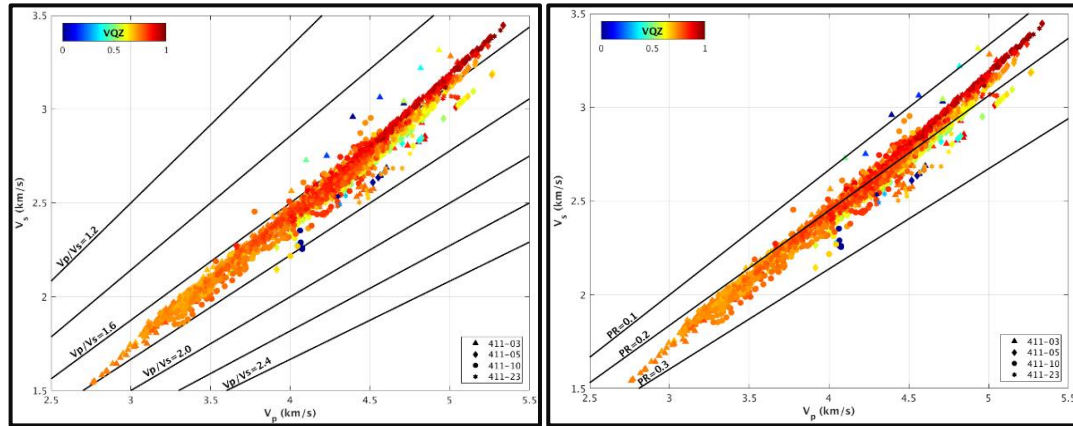 VQZ
0 0.5 1
3.5
3
2.5
2
1.5
V_s (km/s)
Vp/Vs=1.2
Vp/Vs=1.6
Vp/Vs=2.0
Vp/Vs=2.4
411-03
411-05
411-10
411-23
2.5 3 3.5 4 4.5 5 5.5
V_p (km/s)
VQZ
0 0.5 1
3.5
3
2.5
2
1.5
V_s (km/s)
PR=0.1
PR=0.2
PR=0.3
411-03
411-05
411-10
411-23
2.5 3 3.5 4 4.5 5 5.5
V_p (km/s)